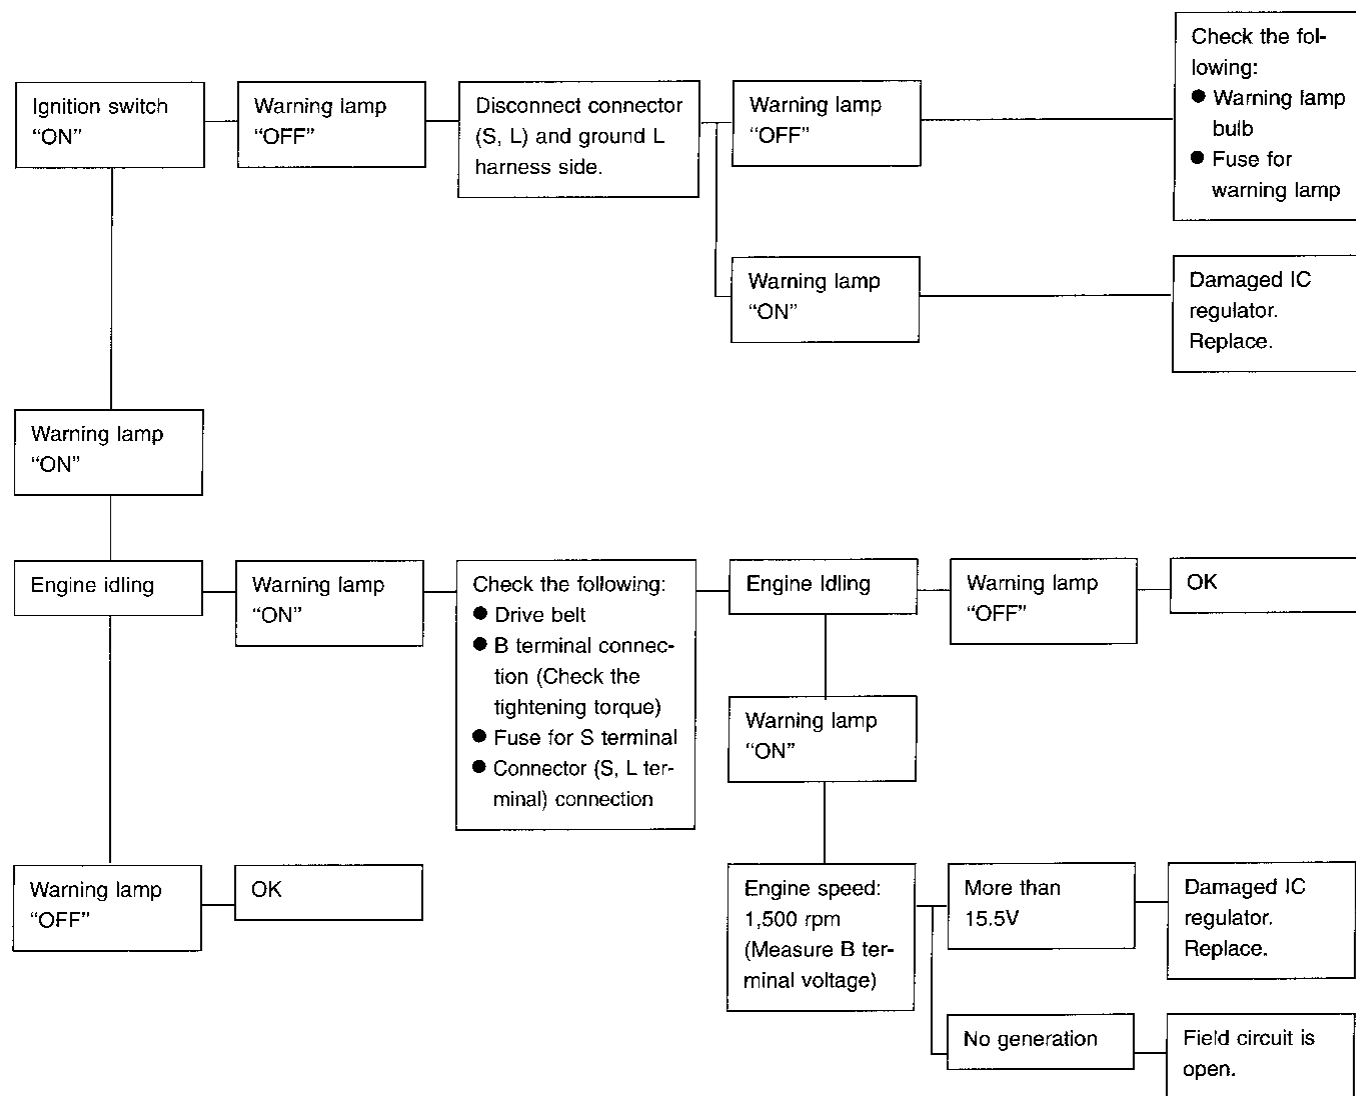 Ignition switch
“ON”
Warning lamp
“OFF”
Disconnect connector
(S, L) and ground L
harness side.
Warning lamp
“OFF”
Check the fol-
lowing:
● Warning lamp
bulb
● Fuse for
warning lamp
Warning lamp
“ON”
Damaged IC
regulator.
Replace.
Warning lamp
“ON”
Engine idling
Warning lamp
“ON”
Check the following:
● Drive belt
● B terminal connec-
tion (Check the
tightening torque)
● Fuse for S terminal
● Connector (S, L ter-
minal) connection
Engine Idling
Warning lamp
“OFF”
OK
Warning lamp
“ON”
Warning lamp
“OFF”
OK
Engine speed:
1,500 rpm
(Measure B ter-
minal voltage)
More than
15.5V
Damaged IC
regulator.
Replace.
No generation
Field circuit is
open.